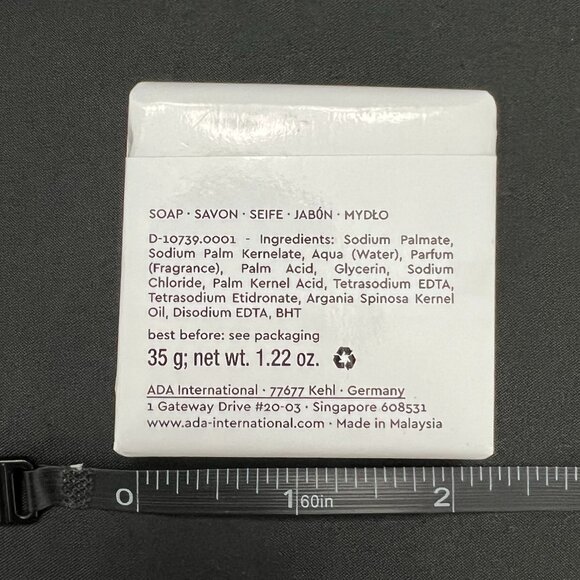 SOAP · SAVON · SEIFE · JABÓN · MYDŁO
D-10739.0001 - Ingredients: Sodium Palmate,
Sodium Palm Kernelate, Aqua (Water), Parfum
(Fragrance), Palm Acid, Glycerin, Sodium
Chloride, Palm Kernel Acid, Tetrasodium EDTA,
Tetrasodium Etidronate, Argania Spinosa Kernel
Oil, Disodium EDTA, BHT
best before: see packaging
35 g; net wt. 1.22 oz.
ADA International · 77677 Kehl · Germany
1 Gateway Drive #20-03 · Singapore 608531
www.ada-international.com · Made in Malaysia
0 1 60in 2